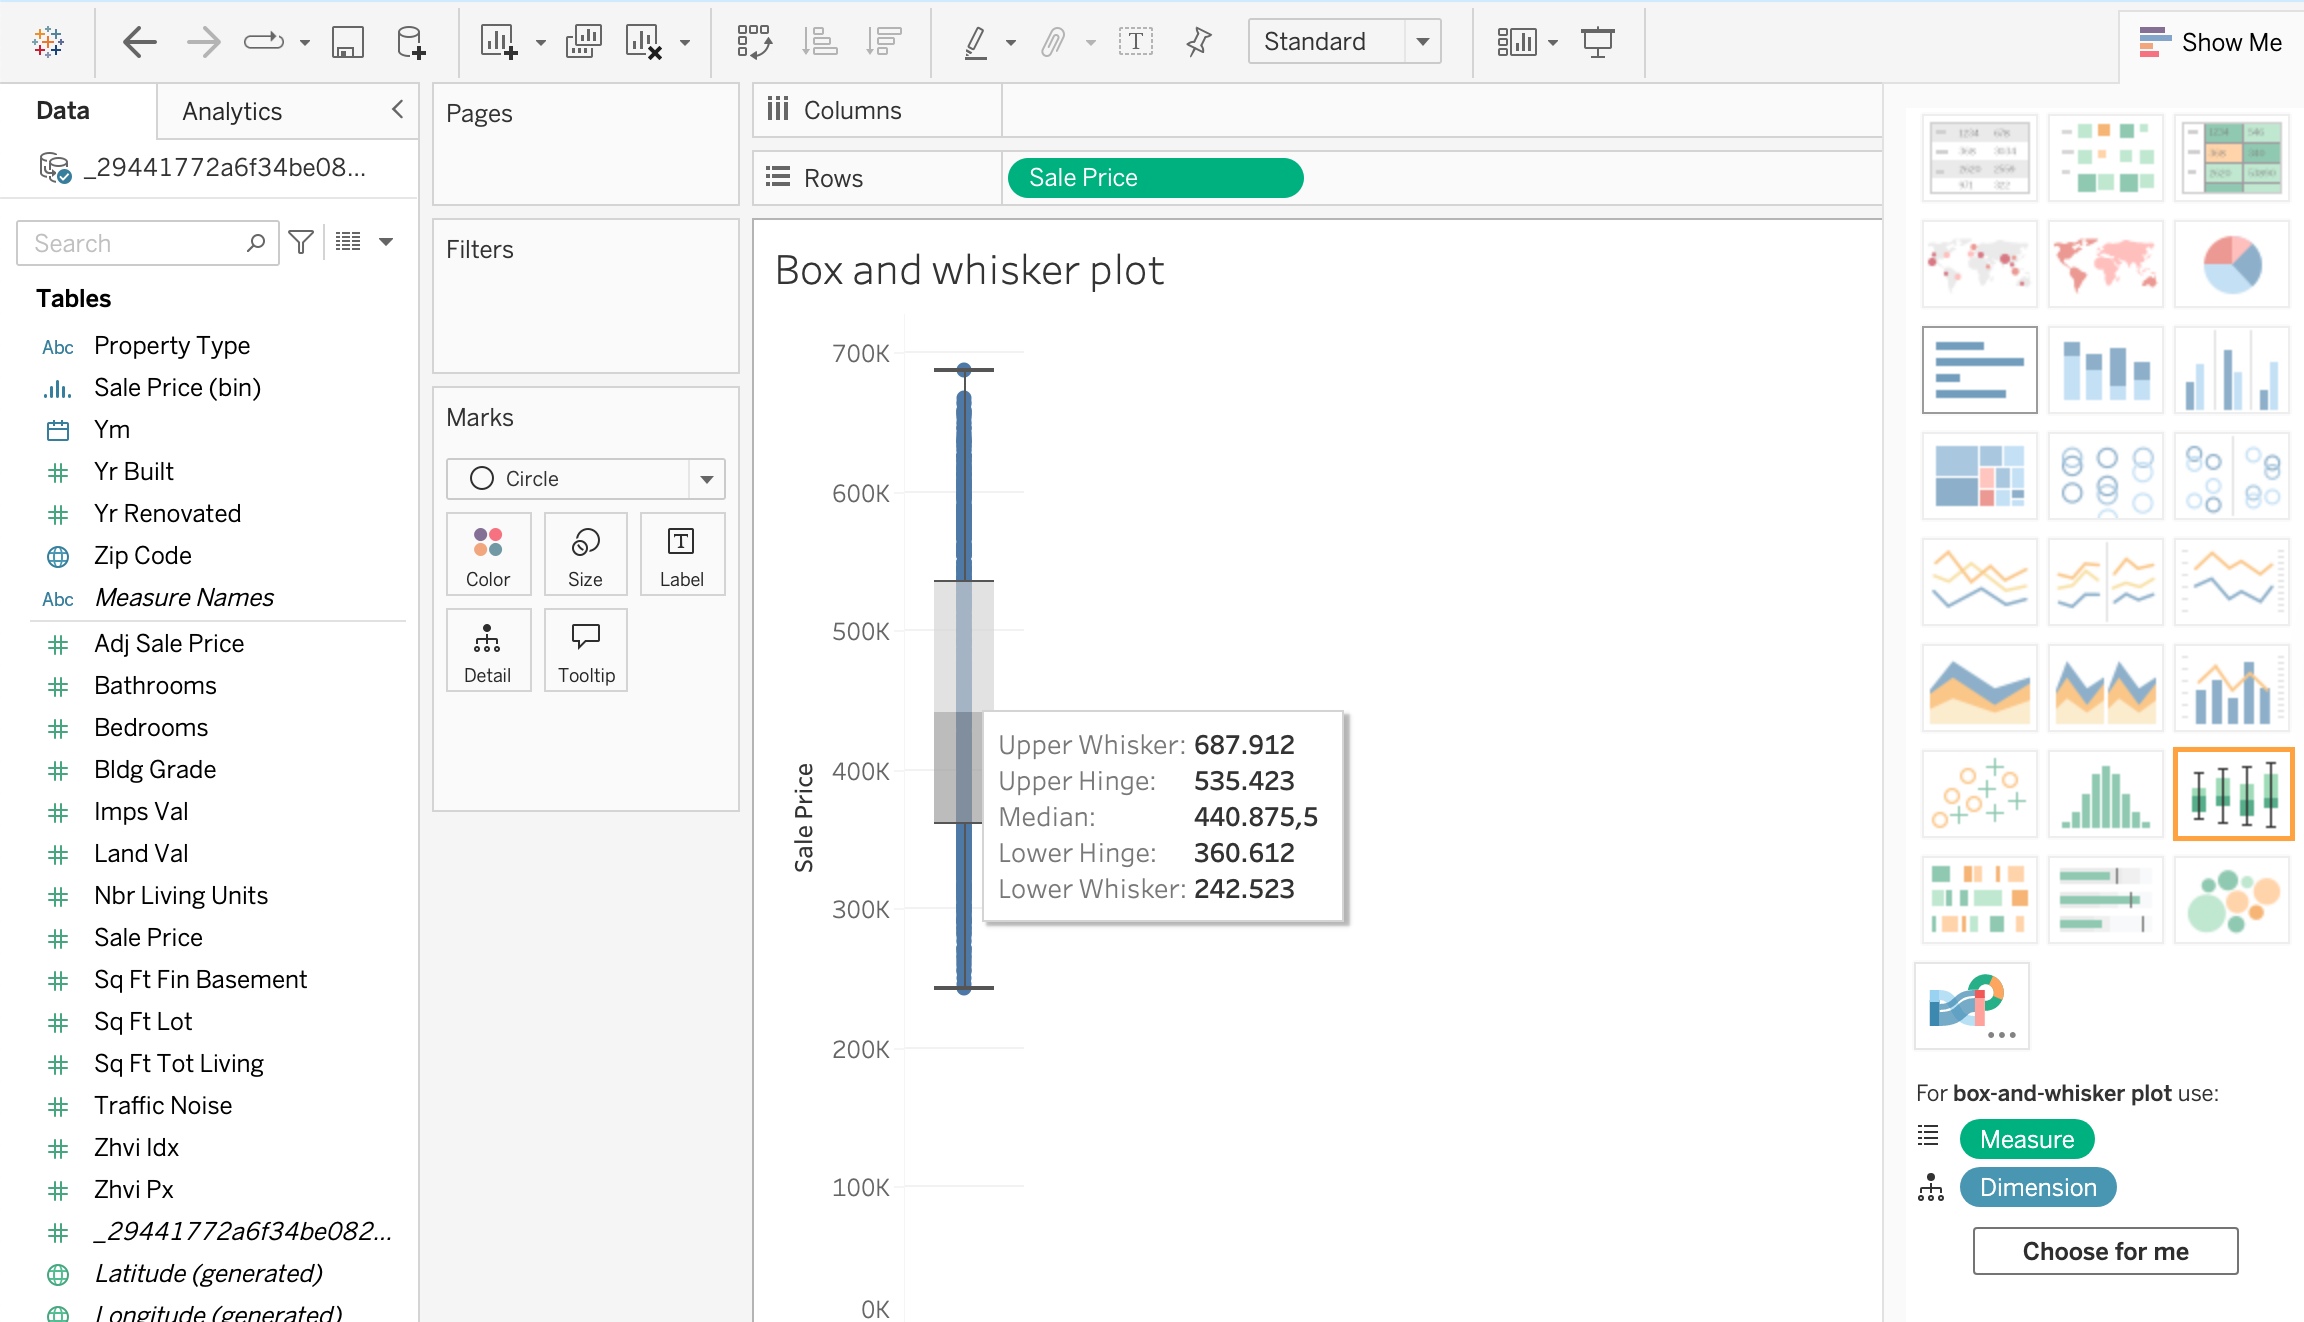 Standard
Show Me
Data
Analytics
_29441772a6f34be08...
Search
Tables
Abc Property Type
Sale Price (bin)
Ym
Yr Built
Yr Renovated
Zip Code
Abc Measure Names
Adj Sale Price
Bathrooms
Bedrooms
Bldg Grade
Imps Val
Land Val
Nbr Living Units
Sale Price
Sq Ft Fin Basement
Sq Ft Lot
Sq Ft Tot Living
Traffic Noise
Zhvi Idx
Zhvi Px
_29441772a6f34be082...
Latitude (generated)
Longitude (generated)
Pages
Filters
Marks
Circle
Color
Size
Label
Detail
Tooltip
Columns
Rows
Sale Price
Box and whisker plot
700K
600K
500K
400K
300K
200K
100K
0K
Sale Price
Upper Whisker: 687.912
Upper Hinge: 535.423
Median: 440.875,5
Lower Hinge: 360.612
Lower Whisker: 242.523
For box-and-whisker plot use:
Measure
Dimension
Choose for me